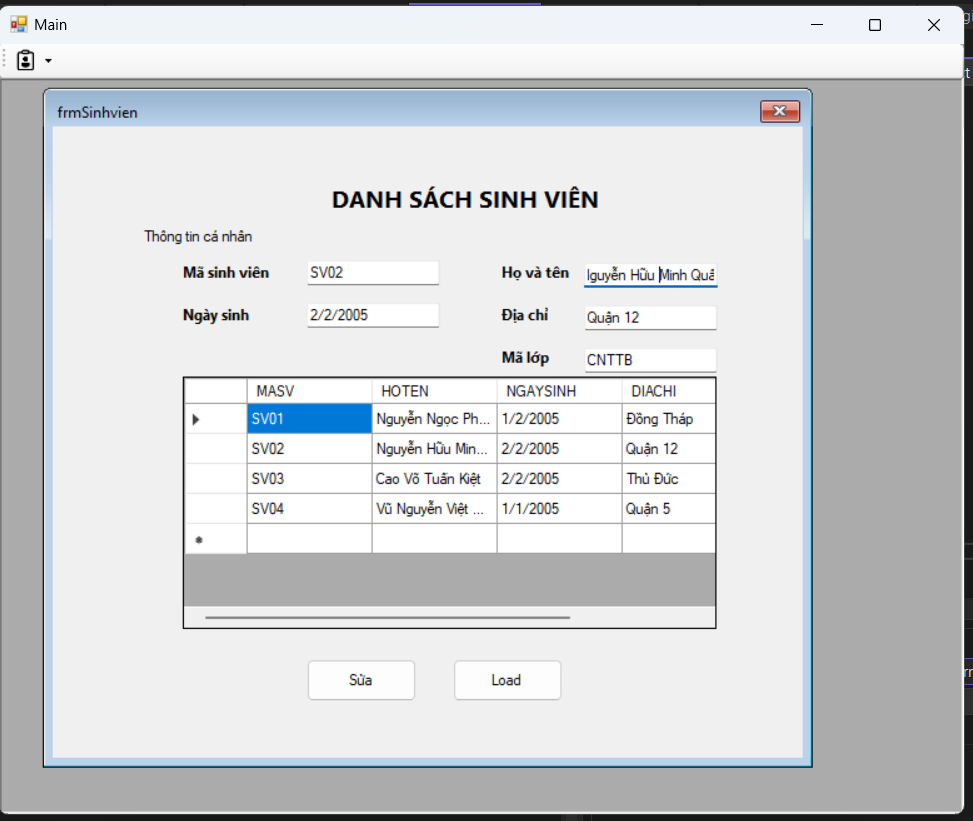 Main
frmSinhvien
DANH SÁCH SINH VIÊN
Thông tin cá nhân
Mã sinh viên SV02 Họ và tên guyễn Hữu Minh Quâ
Ngày sinh 2/2/2005 Địa chỉ Quận 12
Mã lớp CNTTB
MASV HOTEN NGAYSINH DIACHI
SV01 Nguyễn Ngọc Ph... 1/2/2005 Đồng Tháp
SV02 Nguyễn Hữu Min... 2/2/2005 Quận 12
SV03 Cao Võ Tuấn Kiệt 2/2/2005 Thủ Đức
SV04 Vũ Nguyễn Việt ... 1/1/2005 Quận 5
Sửa Load